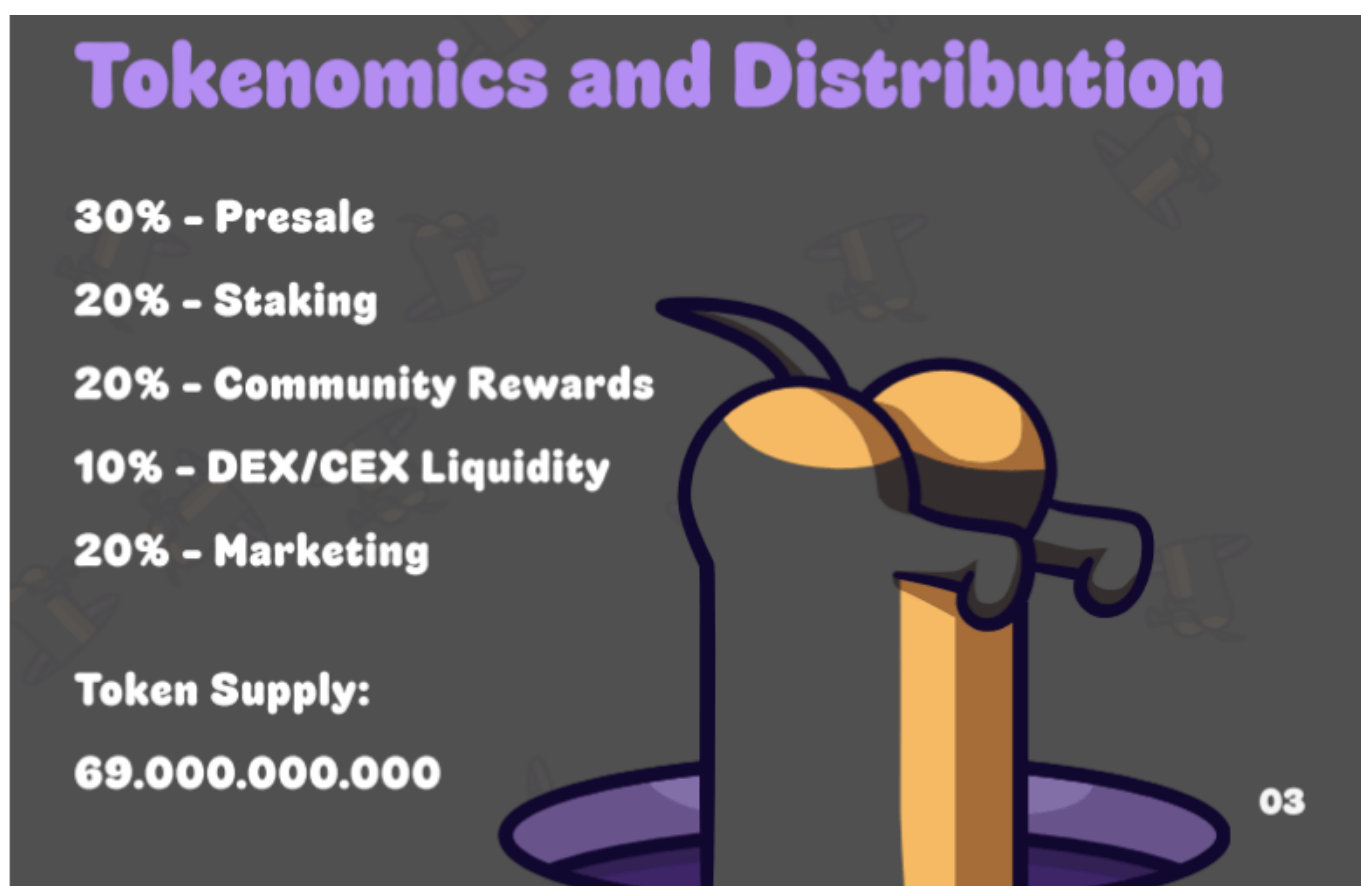 Tokenomics and Distribution
30% - Presale
20% - Staking
20% - Community Rewards
10% - DEX/CEX Liquidity
20% - Marketing
Token Supply:
69.000.000.000
03